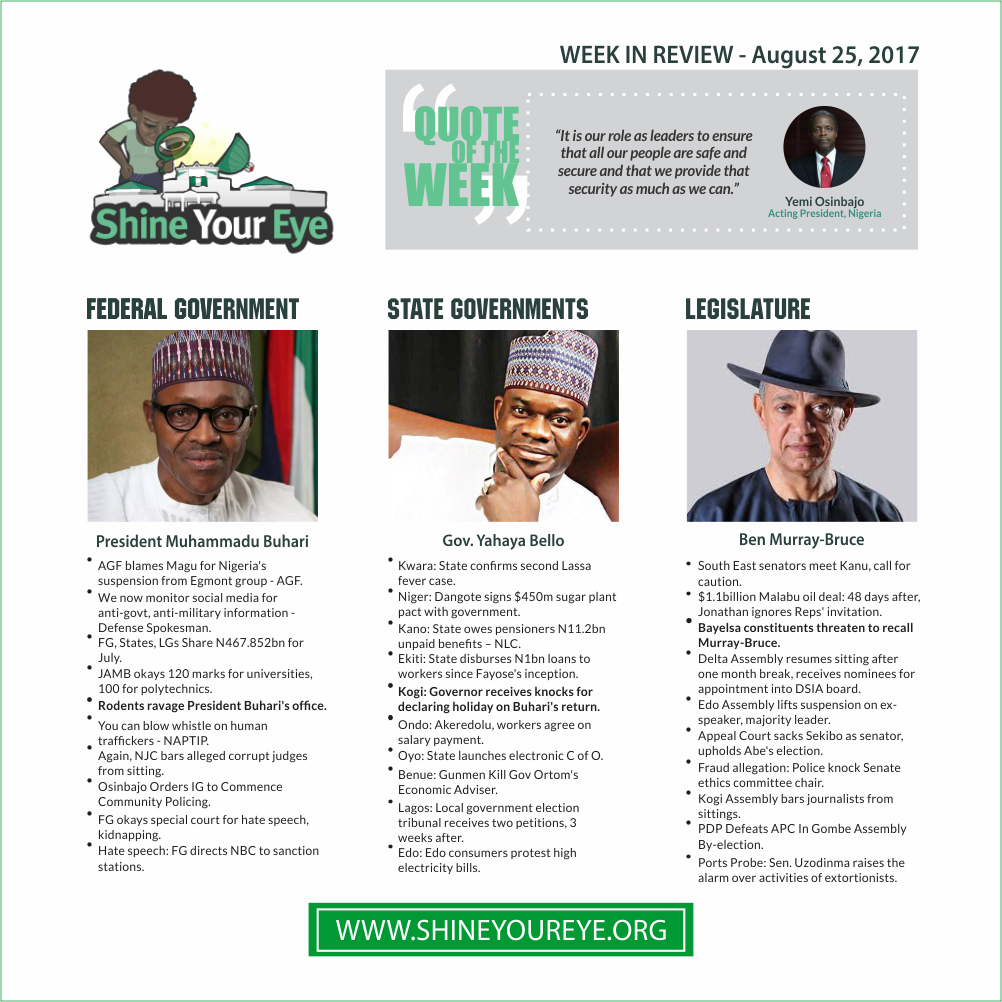 WEEK IN REVIEW - August 25, 2017
Shine Your Eye
QUOTE
OF THE
WEEK
“It is our role as leaders to ensure
that all our people are safe and
secure and that we provide that
security as much as we can.”
Yemi Osinbajo
Acting President, Nigeria
FEDERAL GOVERNMENT
President Muhammadu Buhari
• AGF blames Magu for Nigeria's
suspension from Egmont group - AGF.
• We now monitor social media for
anti-govt, anti-military information -
Defense Spokesman.
• FG, States, LGs Share N467.852bn for
July.
• JAMB okays 120 marks for universities,
100 for polytechnics.
• Rodents ravage President Buhari's office.
• You can blow whistle on human
traffickers - NAPTIP.
• Again, NJC bars alleged corrupt judges
from sitting.
• Osinbajo Orders IG to Commence
Community Policing.
• FG okays special court for hate speech,
kidnapping.
• Hate speech: FG directs NBC to sanction
stations.
STATE GOVERNMENTS
Gov. Yahaya Bello
• Kwara: State confirms second Lassa
fever case.
• Niger: Dangote signs $450m sugar plant
pact with government.
• Kano: State owes pensioners N11.2bn
unpaid benefits – NLC.
• Ekiti: State disburses N1bn loans to
workers since Fayose's inception.
• Kogi: Governor receives knocks for
declaring holiday on Buhari's return.
• Ondo: Akeredolu, workers agree on
salary payment.
• Oyo: State launches electronic C of O.
• Benue: Gunmen Kill Gov Ortom's
Economic Adviser.
• Lagos: Local government election
tribunal receives two petitions, 3
weeks after.
• Edo: Edo consumers protest high
electricity bills.
LEGISLATURE
Ben Murray-Bruce
• South East senators meet Kanu, call for
caution.
• $1.1billion Malabu oil deal: 48 days after,
Jonathan ignores Reps' invitation.
• Bayelsa constituents threaten to recall
Murray-Bruce.
• Delta Assembly resumes sitting after
one month break, receives nominees for
appointment into DSIA board.
• Edo Assembly lifts suspension on ex-
speaker, majority leader.
• Appeal Court sacks Sekibo as senator,
upholds Abe's election.
• Fraud allegation: Police knock Senate
ethics committee chair.
• Kogi Assembly bars journalists from
sittings.
• PDP Defeats APC In Gombe Assembly
By-election.
• Ports Probe: Sen. Uzodinma raises the
alarm over activities of extortionists.
WWW.SHINEYOUREYE.ORG